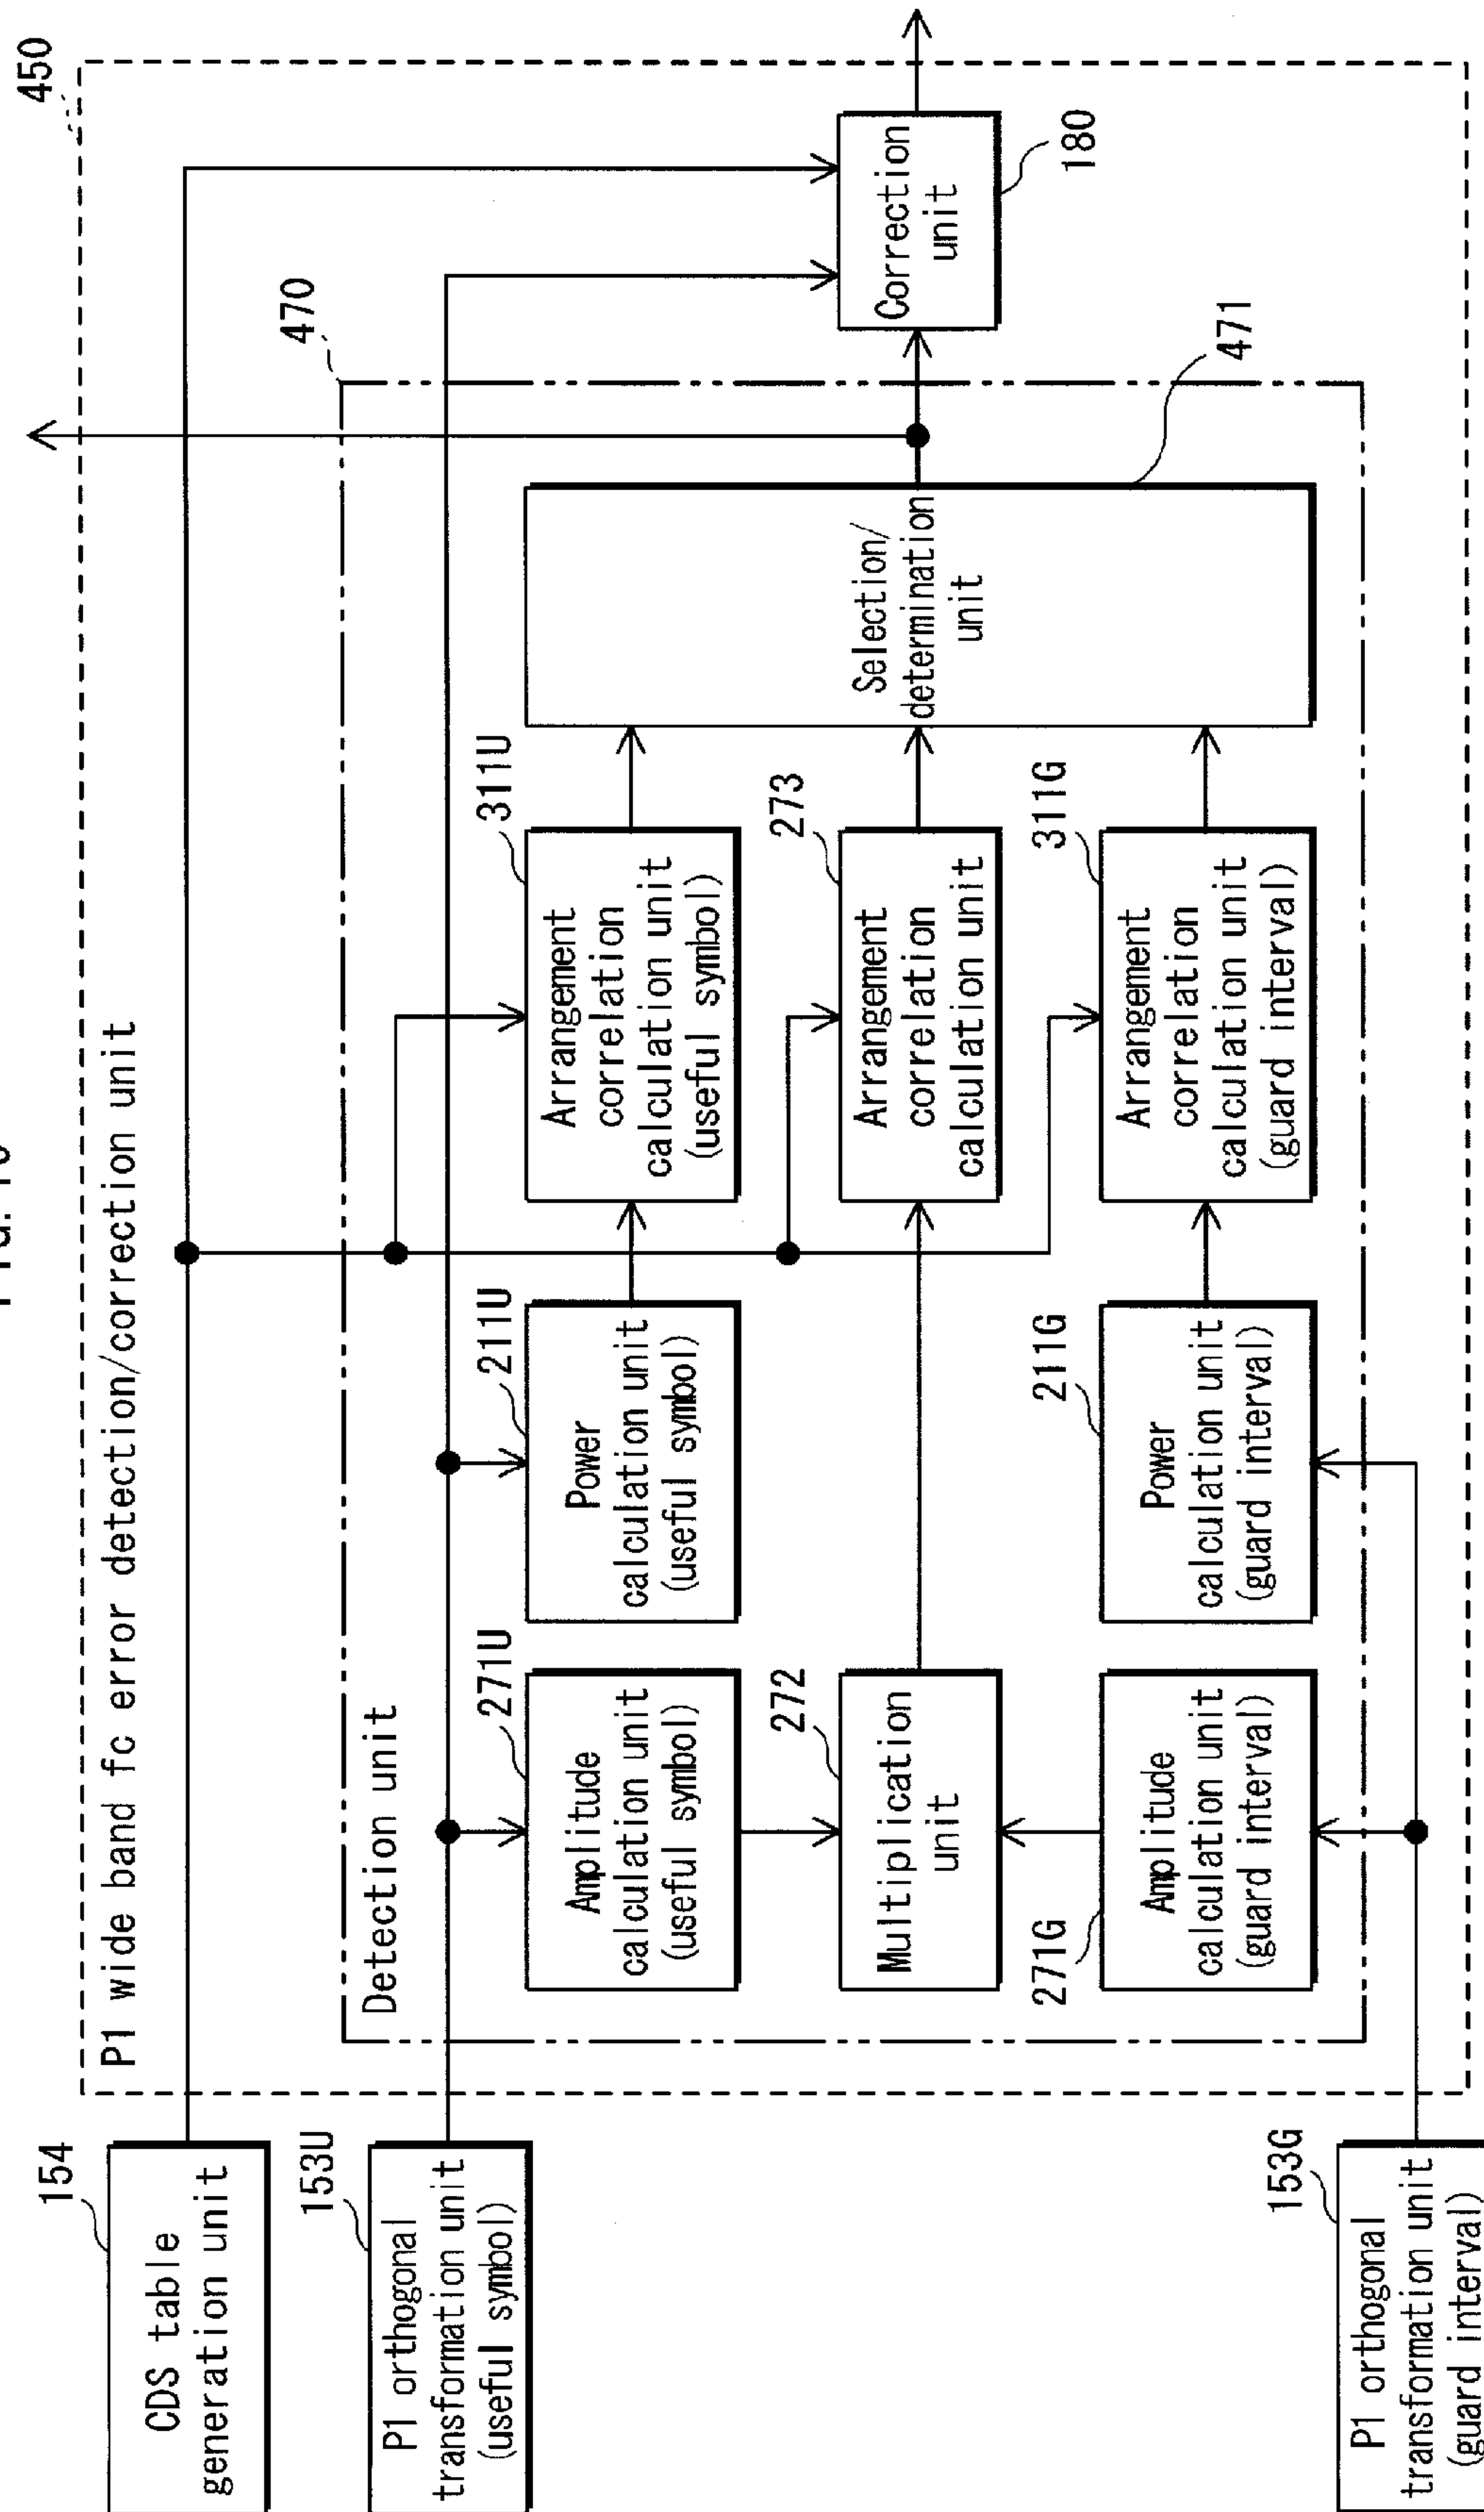 P1 wide band fc error detection/correction unit
450
154
CDS table
generation unit
153U
P1 orthogonal
transformation unit
(useful symbol)
153G
P1 orthogonal
transformation unit
(guard interval)
Detection unit
470
271U
Amplitude
calculation unit
(useful symbol)
272
Multiplication
unit
271G
Amplitude
calculation unit
(guard interval)
211U
Power
calculation unit
(useful symbol)
211G
Power
calculation unit
(guard interval)
311U
Arrangement
correlation
calculation unit
(useful symbol)
273
Arrangement
correlation
calculation unit
311G
Arrangement
correlation
calculation unit
(guard interval)
Selection/
determination
unit
471
Correction
unit
180